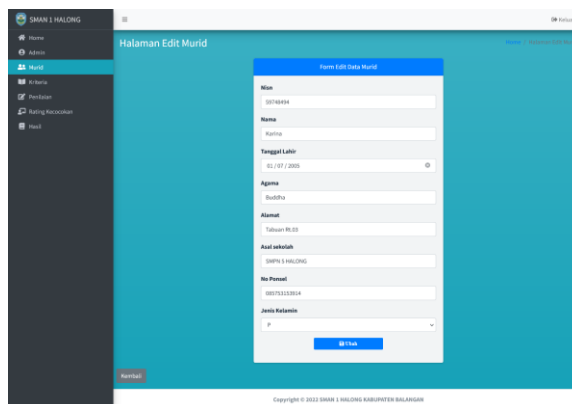 SMAN 1 HALONG
Home
Admin
Murid
Kriteria
Penilaian
Rating Kecocokan
Hasil
Halaman Edit Murid
Home /
Form Edit Data Murid
Nisn
59748494
Nama
Karina
Tanggal Lahir
01 / 07 / 2005
Agama
Buddha
Alamat
Tabuan Rt.03
Asal sekolah
SMPN 5 HALONG
No Ponsel
085753153914
Jenis Kelamin
P
Ubah
Kembali
Copyright © 2022 SMAN 1 HALONG KABUPATEN BALANGAN